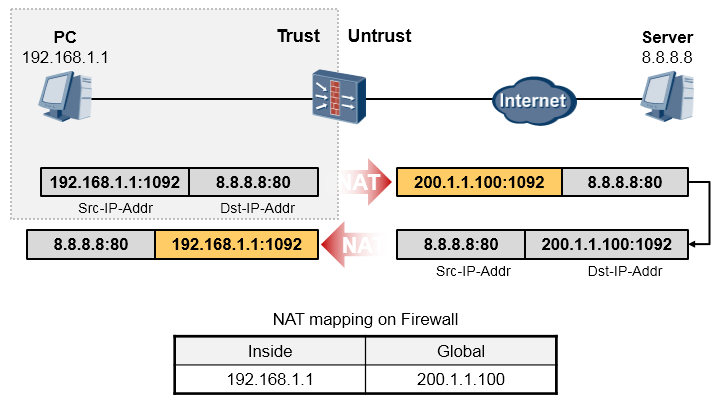 PC
192.168.1.1
Trust
Untrust
Server
8.8.8.8
Internet
192.168.1.1:1092
8.8.8.8:80
NAT
200.1.1.100:1092
8.8.8.8:80
Src-IP-Addr
Dst-IP-Addr
8.8.8.8:80
192.168.1.1:1092
NAT
8.8.8.8:80
200.1.1.100:1092
Src-IP-Addr
Dst-IP-Addr
NAT mapping on Firewall
Inside
Global
192.168.1.1
200.1.1.100